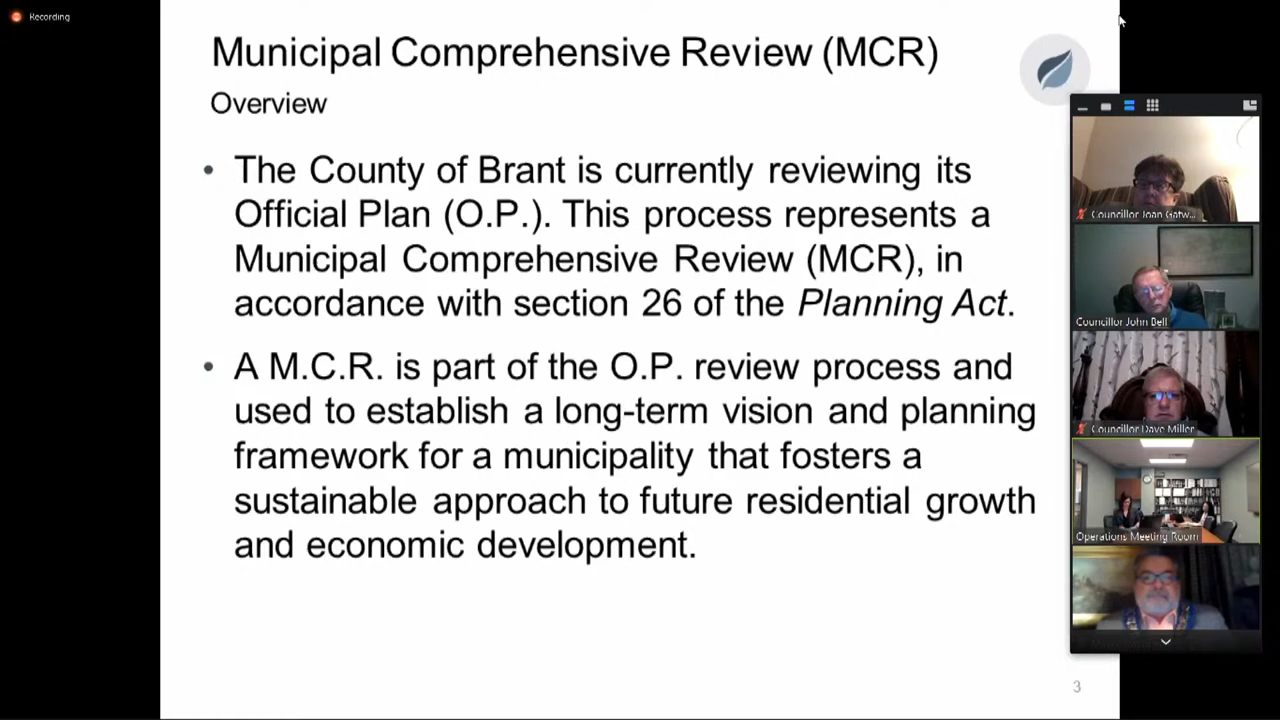 Recording
Municipal Comprehensive Review (MCR)
Overview
• The County of Brant is currently reviewing its
Official Plan (O.P.). This process represents a
Municipal Comprehensive Review (MCR), in
accordance with section 26 of the Planning Act.
• A M.C.R. is part of the O.P. review process and
used to establish a long-term vision and planning
framework for a municipality that fosters a
sustainable approach to future residential growth
and economic development.
3
Councillor Joan Gatw...
Councillor John Bell
Councillor Dave Miller
Operations Meeting Room